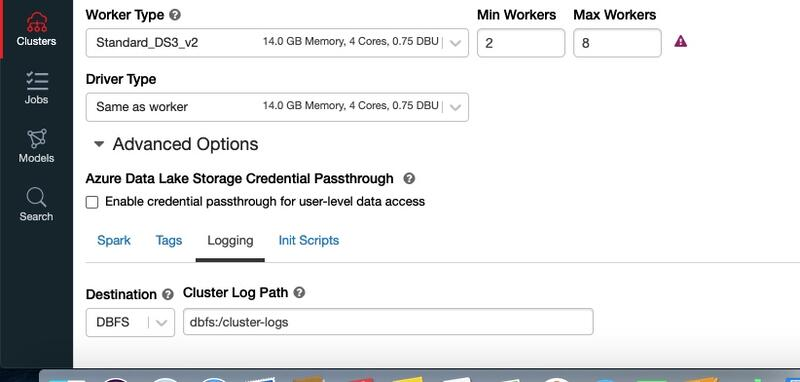 Clusters
Jobs
Models
Search
Worker Type
Min Workers
Max Workers
Standard_DS3_v2 14.0 GB Memory, 4 Cores, 0.75 DBU
2
8
Driver Type
Same as worker 14.0 GB Memory, 4 Cores, 0.75 DBU
Advanced Options
Azure Data Lake Storage Credential Passthrough
Enable credential passthrough for user-level data access
Spark Tags Logging Init Scripts
Destination Cluster Log Path
DBFS dbfs:/cluster-logs